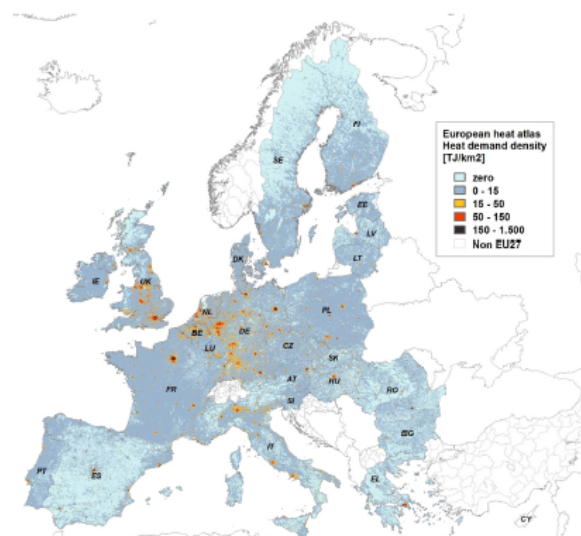 European heat atlas
Heat demand density
[TJ/km2]
zero
0 - 15
15 - 50
50 - 150
150 - 1.500
Non EU27
FI
SE
EE
LV
LT
DK
IE
UK
NL
BE
DE
PL
LU
CZ
SK
AT
HU
FR
SI
RO
IT
BG
PT
ES
EL
CY